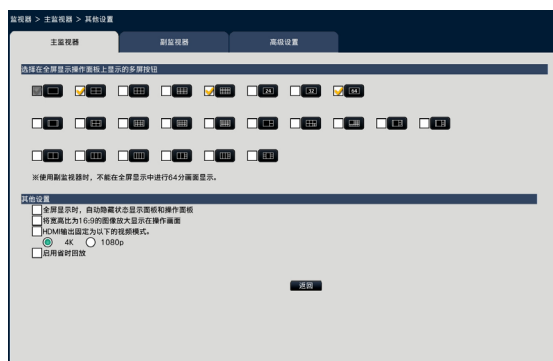 监视器 > 主监视器 > 其他设置
主监视器 副监视器 高级设置
选择在全屏显示操作面板上显示的多屏按钮
24 32 64
※使用副监视器时，不能在全屏显示中进行64分画面显示。
其他设置
全屏显示时，自动隐藏状态显示面板和操作面板
将宽高比为16:9的图像放大显示在操作画面
HDMI输出固定为以下的视频模式。
4K 1080p
启用省时回放
返回